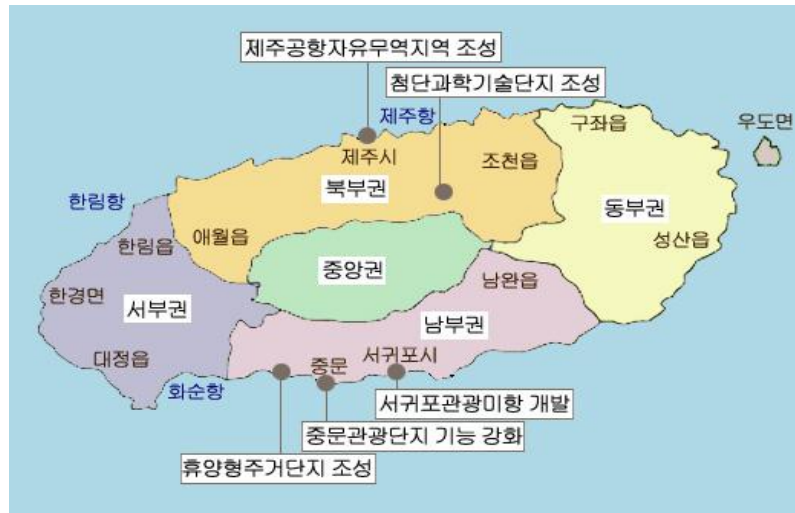 제주공항자유무역지역 조성
첨단과학기술단지 조성
제주항
구좌읍
우도면
제주시
조천읍
북부권
한림항
동부권
애월읍
한림읍
성산읍
중앙권
남완읍
한경면
서부권
남부권
대정읍
중문
서귀포시
화순항
서귀포관광미항 개발
중문관광단지 기능 강화
휴양형주거단지 조성